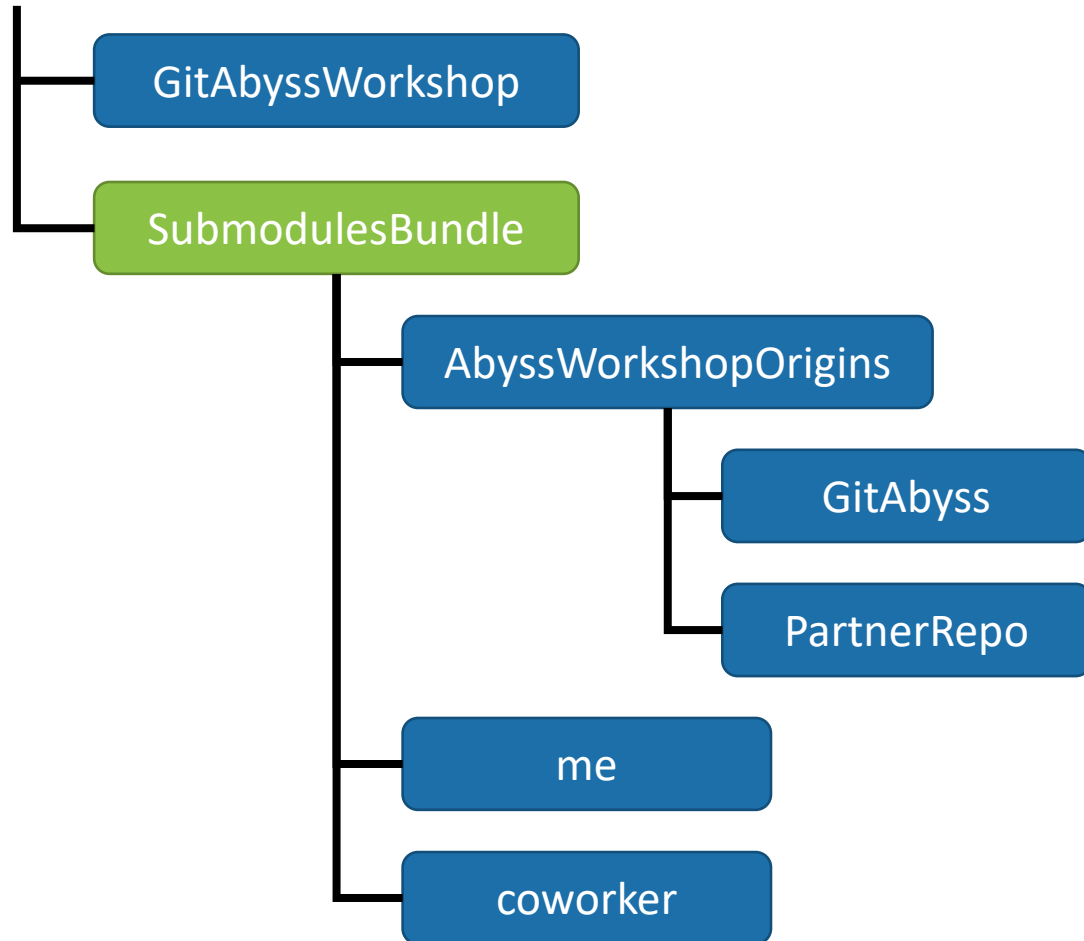 GitAbyssWorkshop
SubmodulesBundle
AbyssWorkshopOrigins
GitAbyss
PartnerRepo
me
coworker